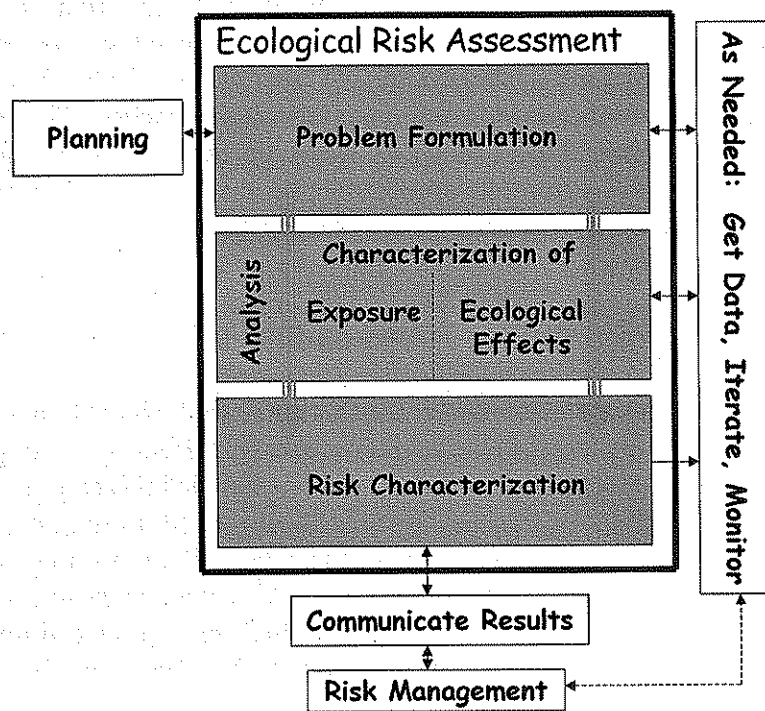 Ecological Risk Assessment
Planning
Problem Formulation
Analysis
Characterization of
Exposure
Ecological
Effects
Risk Characterization
As Needed: Get Data, Iterate, Monitor
Communicate Results
Risk Management